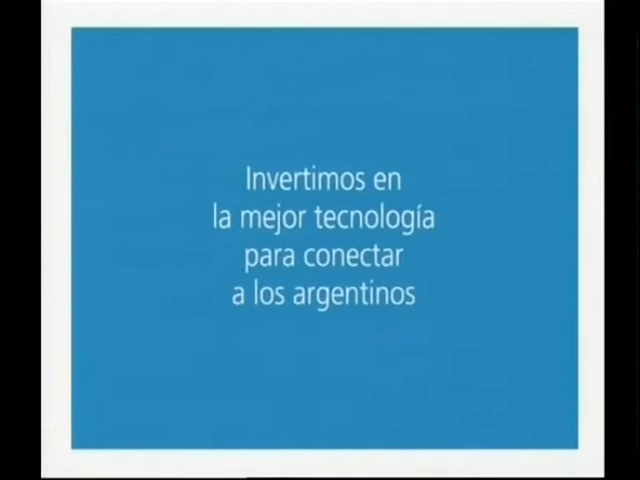 Invertimos en
la mejor tecnología
para conectar
a los argentinos